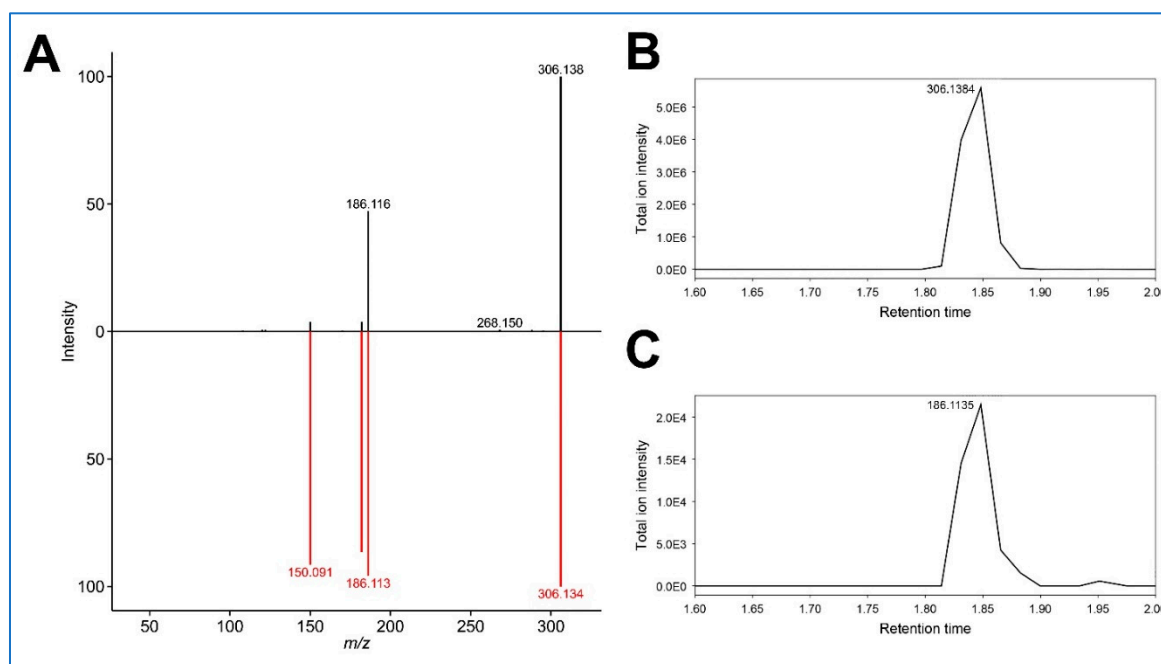 A
100
306.138
50
186.116
Intensity
0
268.150
50
100
150.091
186.113
306.134
50
100
150
200
250
300
m/z
B
Total ion intensity
5.0E6
4.0E6
3.0E6
2.0E6
1.0E6
0.0E0
306.1384
1.60
1.65
1.70
1.75
1.80
1.85
1.90
1.95
2.00
Retention time
C
Total ion intensity
2.0E4
1.5E4
1.0E4
5.0E3
0.0E0
186.1135
1.60
1.65
1.70
1.75
1.80
1.85
1.90
1.95
2.00
Retention time